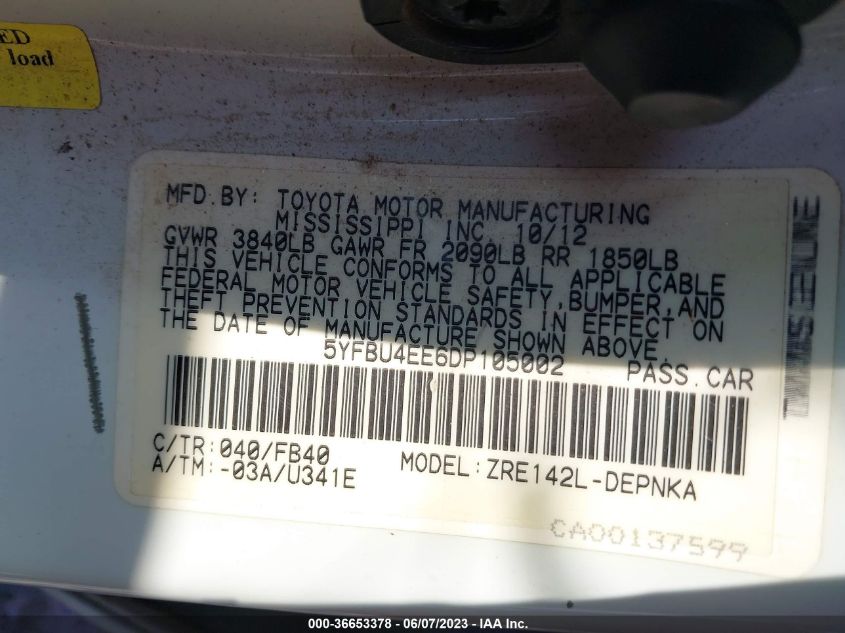 ED
load
MFD BY: TOYOTA MOTOR MANUFACTURING
MISSISSIPPI INC. 10/12
GVWR 3840LB GAWR FR 2090LB RR 1850LB
THIS VEHICLE CONFORMS TO ALL APPLICABLE
FEDERAL MOTOR VEHICLE SAFETY,BUMPER,AND
THEFT PREVENTION STANDARDS IN EFFECT ON
THE DATE OF MANUFACTURE SHOWN ABOVE.
5YFBU4EE6DP105002 PASS.CAR
C/TR:040/FB40
A/TM:-03A/U341E
MODEL:ZRE142L-DEPNKA
CA00137599
000-36653378 - 06/07/2023 - IAA Inc.